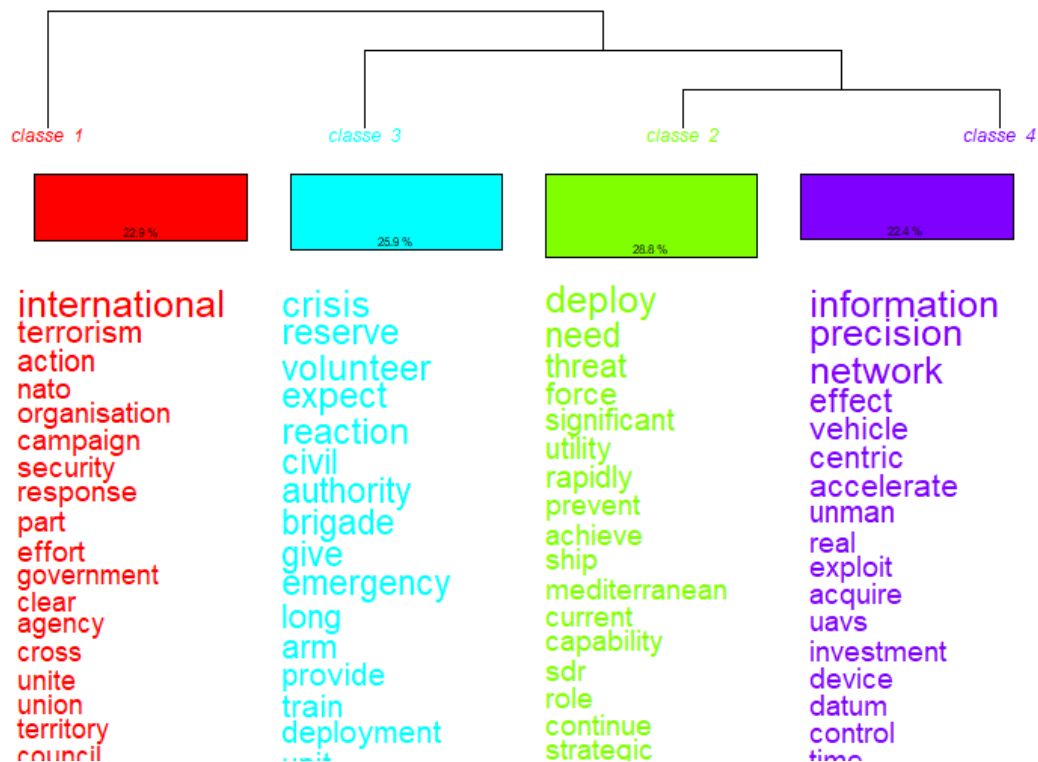 classe 1
classe 3
classe 2
classe 4
22.9 %
25.9 %
28.8 %
22.4 %
international
terrorism
action
nato
organisation
campaign
security
response
part
effort
government
clear
agency
cross
unite
union
territory
council
crisis
reserve
volunteer
expect
reaction
civil
authority
brigade
give
emergency
long
arm
provide
train
deployment
unit
deploy
need
threat
force
significant
utility
rapidly
prevent
achieve
ship
mediterranean
current
capability
sdr
role
continue
strategic
information
precision
network
effect
vehicle
centric
accelerate
unman
real
exploit
acquire
uavs
investment
device
datum
control
time